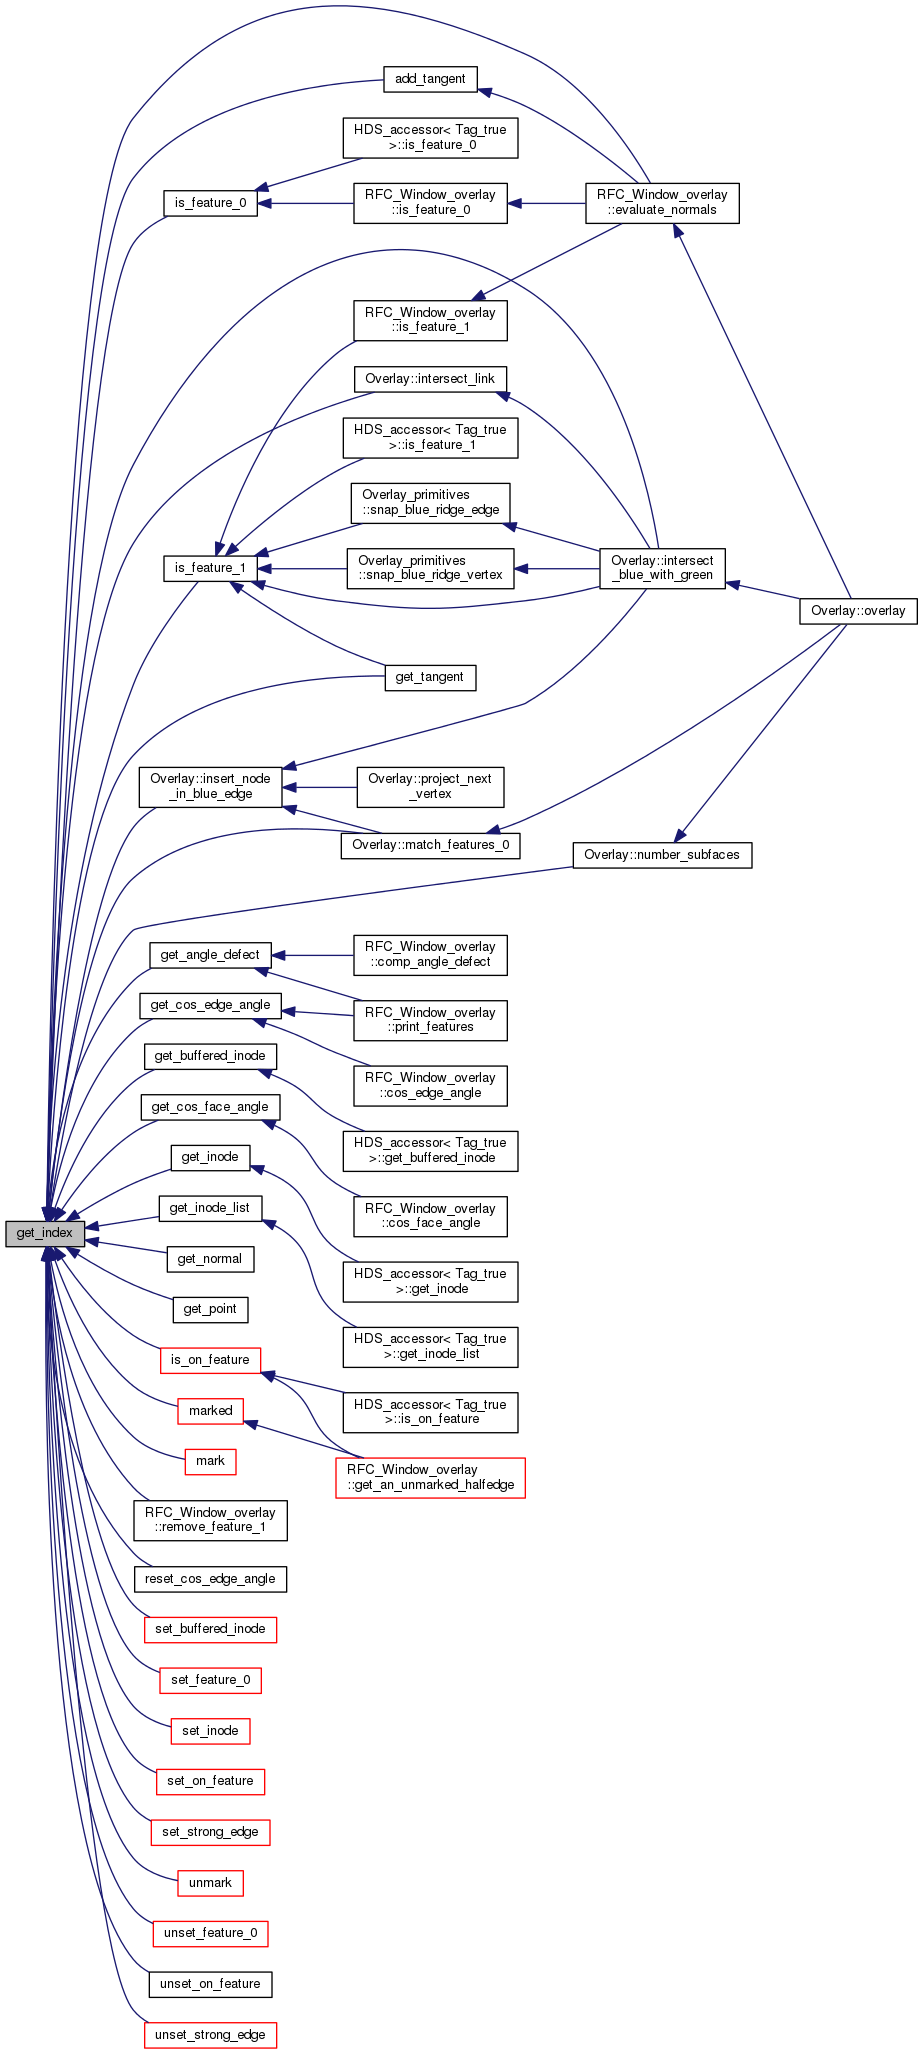 add_tangent
HDS_accessor< Tag_true
>::is_feature_0
is_feature_0
RFC_Window_overlay
::is_feature_0
RFC_Window_overlay
::evaluate_normals
RFC_Window_overlay
::is_feature_1
Overlay::intersect_link
HDS_accessor< Tag_true
>::is_feature_1
Overlay_primitives
::snap_blue_ridge_edge
is_feature_1
Overlay_primitives
::snap_blue_ridge_vertex
Overlay::intersect
_blue_with_green
Overlay::overlay
get_tangent
Overlay::insert_node
_in_blue_edge
Overlay::project_next
_vertex
Overlay::match_features_0
Overlay::number_subfaces
get_angle_defect
RFC_Window_overlay
::comp_angle_defect
get_cos_edge_angle
RFC_Window_overlay
::print_features
get_buffered_inode
RFC_Window_overlay
::cos_edge_angle
get_cos_face_angle
HDS_accessor< Tag_true
>::get_buffered_inode
get_inode
get_inode_list
RFC_Window_overlay
::cos_face_angle
get_index
get_normal
HDS_accessor< Tag_true
>::get_inode
get_point
HDS_accessor< Tag_true
>::get_inode_list
is_on_feature
marked
HDS_accessor< Tag_true
>::is_on_feature
mark
RFC_Window_overlay
::get_an_unmarked_halfedge
RFC_Window_overlay
::remove_feature_1
reset_cos_edge_angle
set_buffered_inode
set_feature_0
set_inode
set_on_feature
set_strong_edge
unmark
unset_feature_0
unset_on_feature
unset_strong_edge